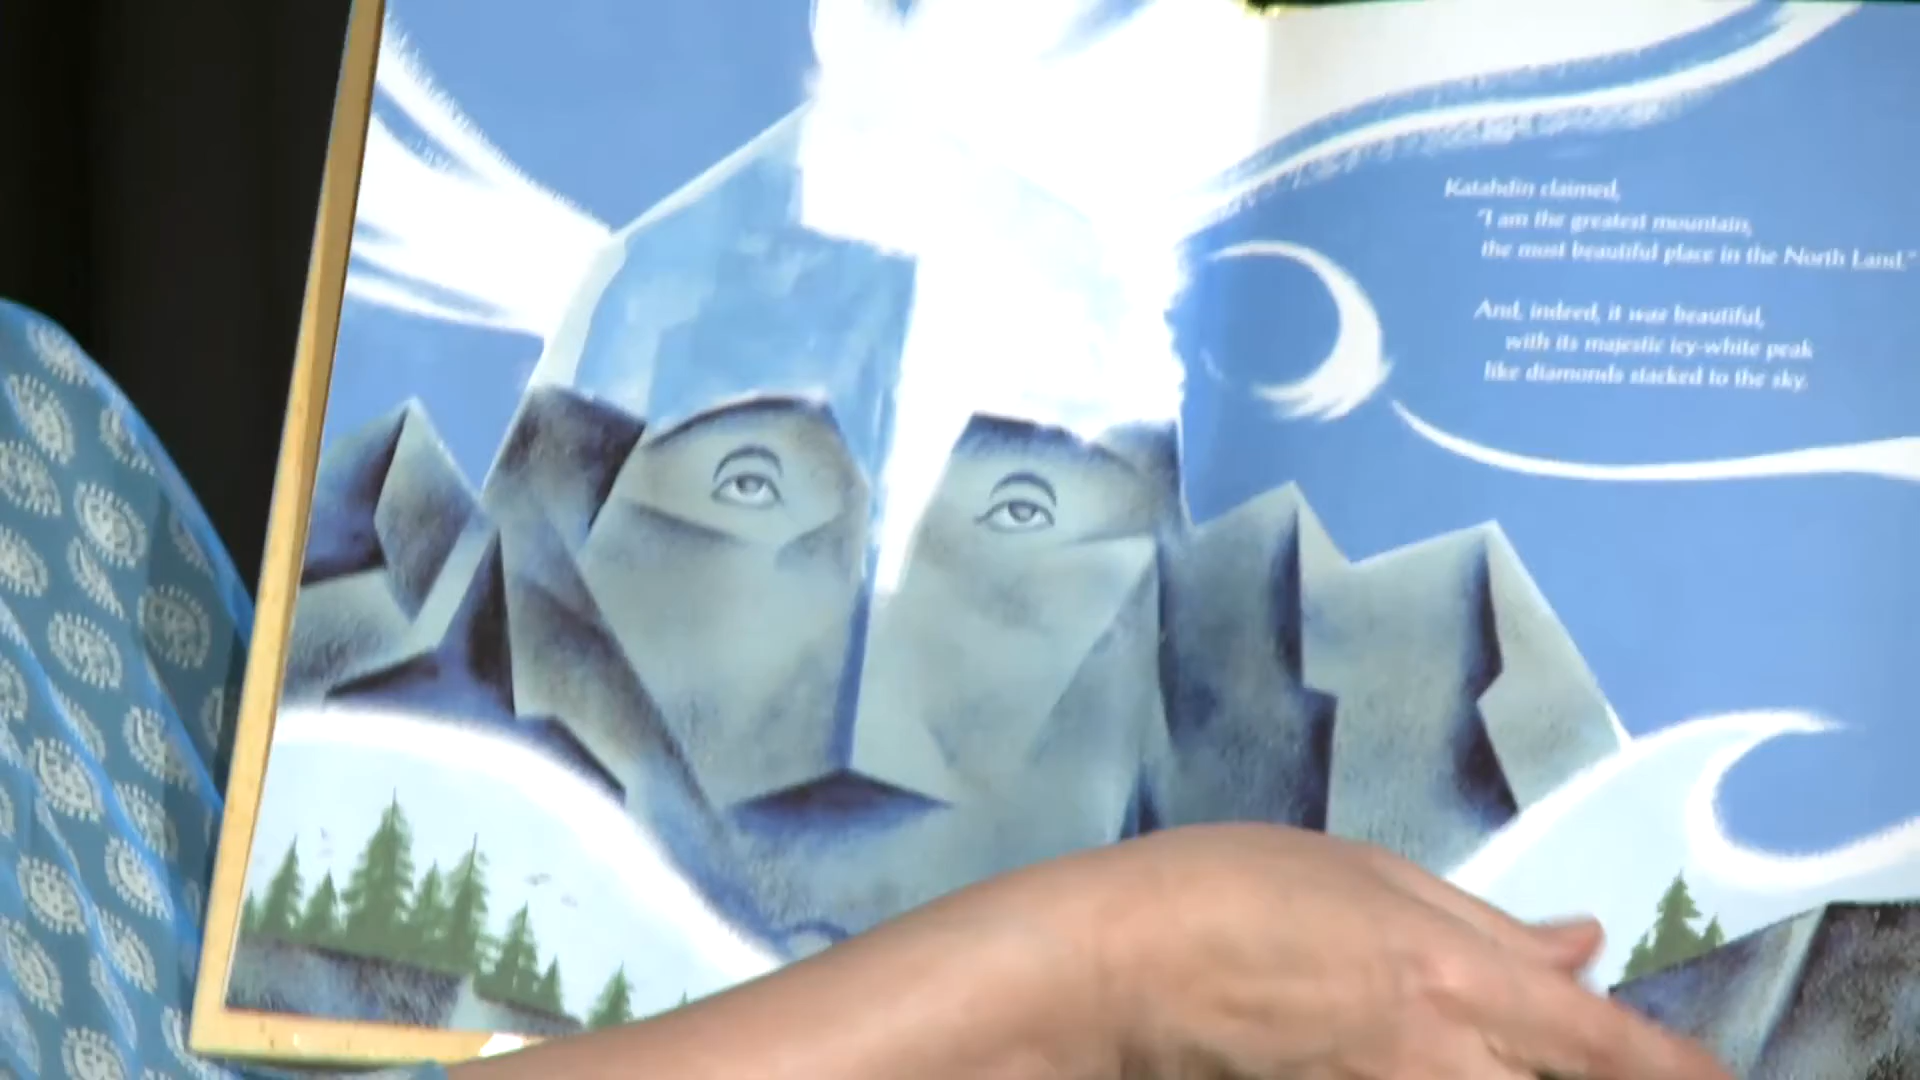 Katahdin claimed,
"I am the greatest mountain,
the most beautiful place in the North Land."
And, indeed, it was beautiful,
with its majestic icy-white peak
like diamonds stacked to the sky.